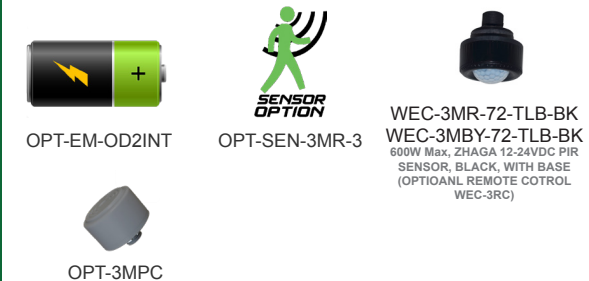 +
SENSOR
OPTION
OPT-EM-OD2INT
OPT-SEN-3MR-3
WEC-3MR-72-TLB-BK
WEC-3MBY-72-TLB-BK
600W Max, ZHAGA 12-24VDC PIR
SENSOR, BLACK, WITH BASE
(OPTIOANL REMOTE COTROL
WEC-3RC)
OPT-3MPC